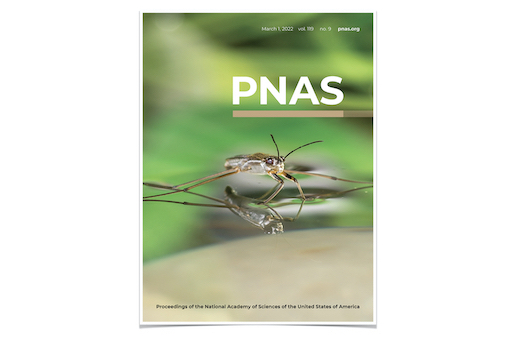 March 1, 2022 vol. 119 no. 9 pnas.org
PNAS
Proceedings of the National Academy of Sciences of the United States of America